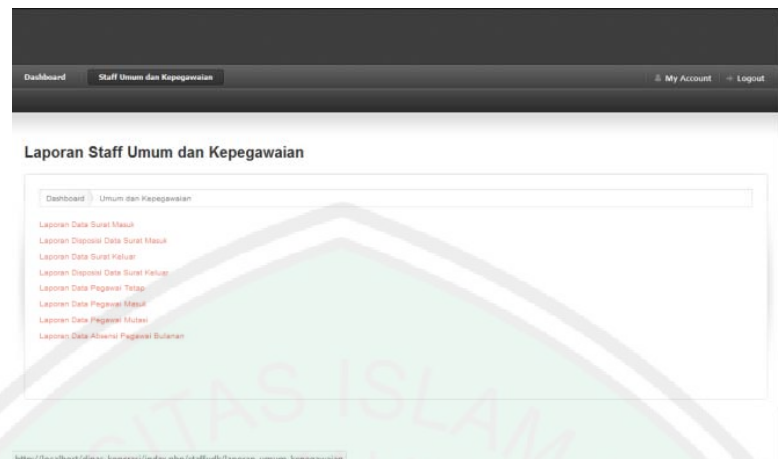 Dashboard Staff Umum dan Kepegawaian My Account Logout
Laporan Staff Umum dan Kepegawaian
Dashboard Umum dan Kepegawaian
Laporan Data Surat Masuk
Laporan Disposisi Data Surat Masuk
Laporan Data Surat Keluar
Laporan Disposisi Data Surat Keluar
Laporan Data Pegawai Tetap
Laporan Data Pegawai Masuk
Laporan Data Pegawai Mutasi
Laporan Data Absensi Pegawai Bulanan
ITAS ISLAM